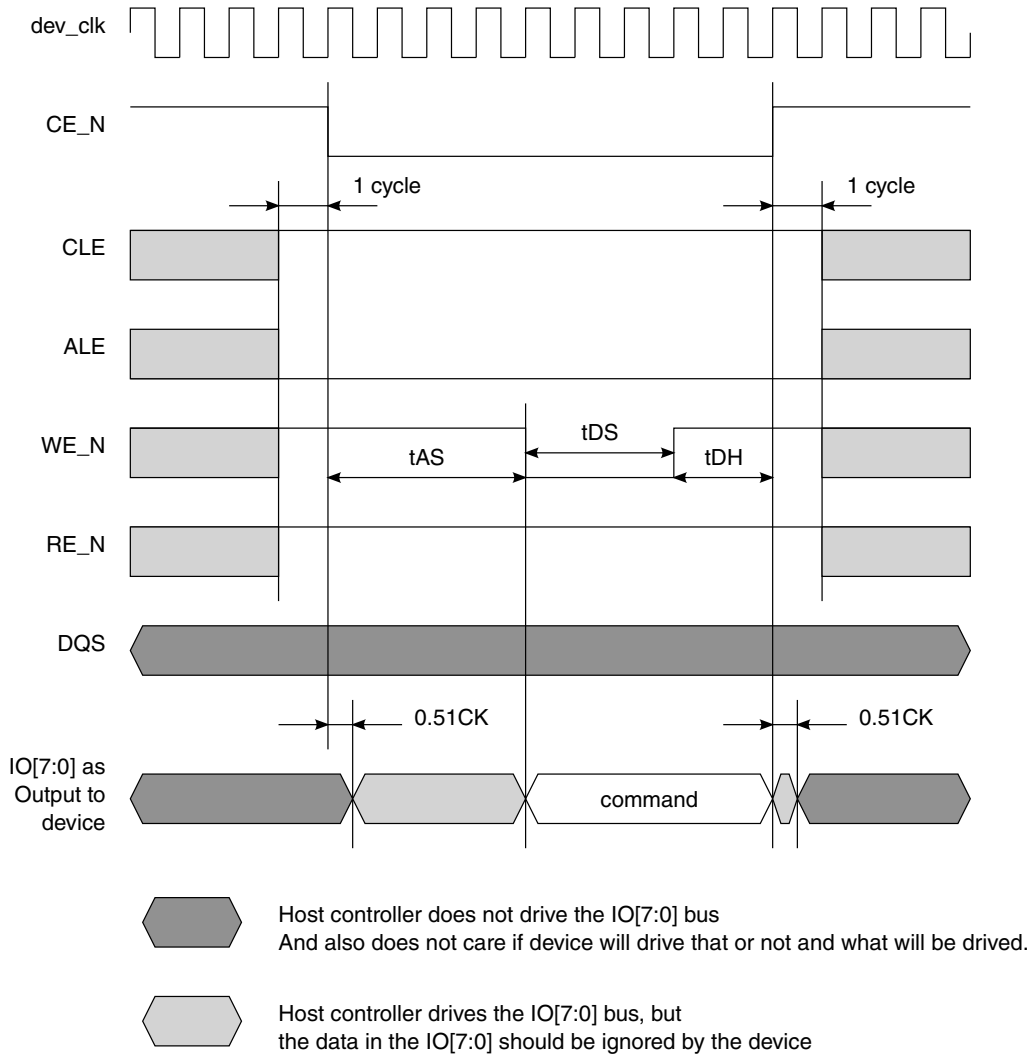 dev_clk
CE_N
1 cycle
1 cycle
CLE
ALE
WE_N
tDS
tAS
tDH
RE_N
DQS
0.51CK
0.51CK
IO[7:0] as
Output to
device
command
Host controller does not drive the IO[7:0] bus
And also does not care if device will drive that or not and what will be drived.
Host controller drives the IO[7:0] bus, but
the data in the IO[7:0] should be ignored by the device